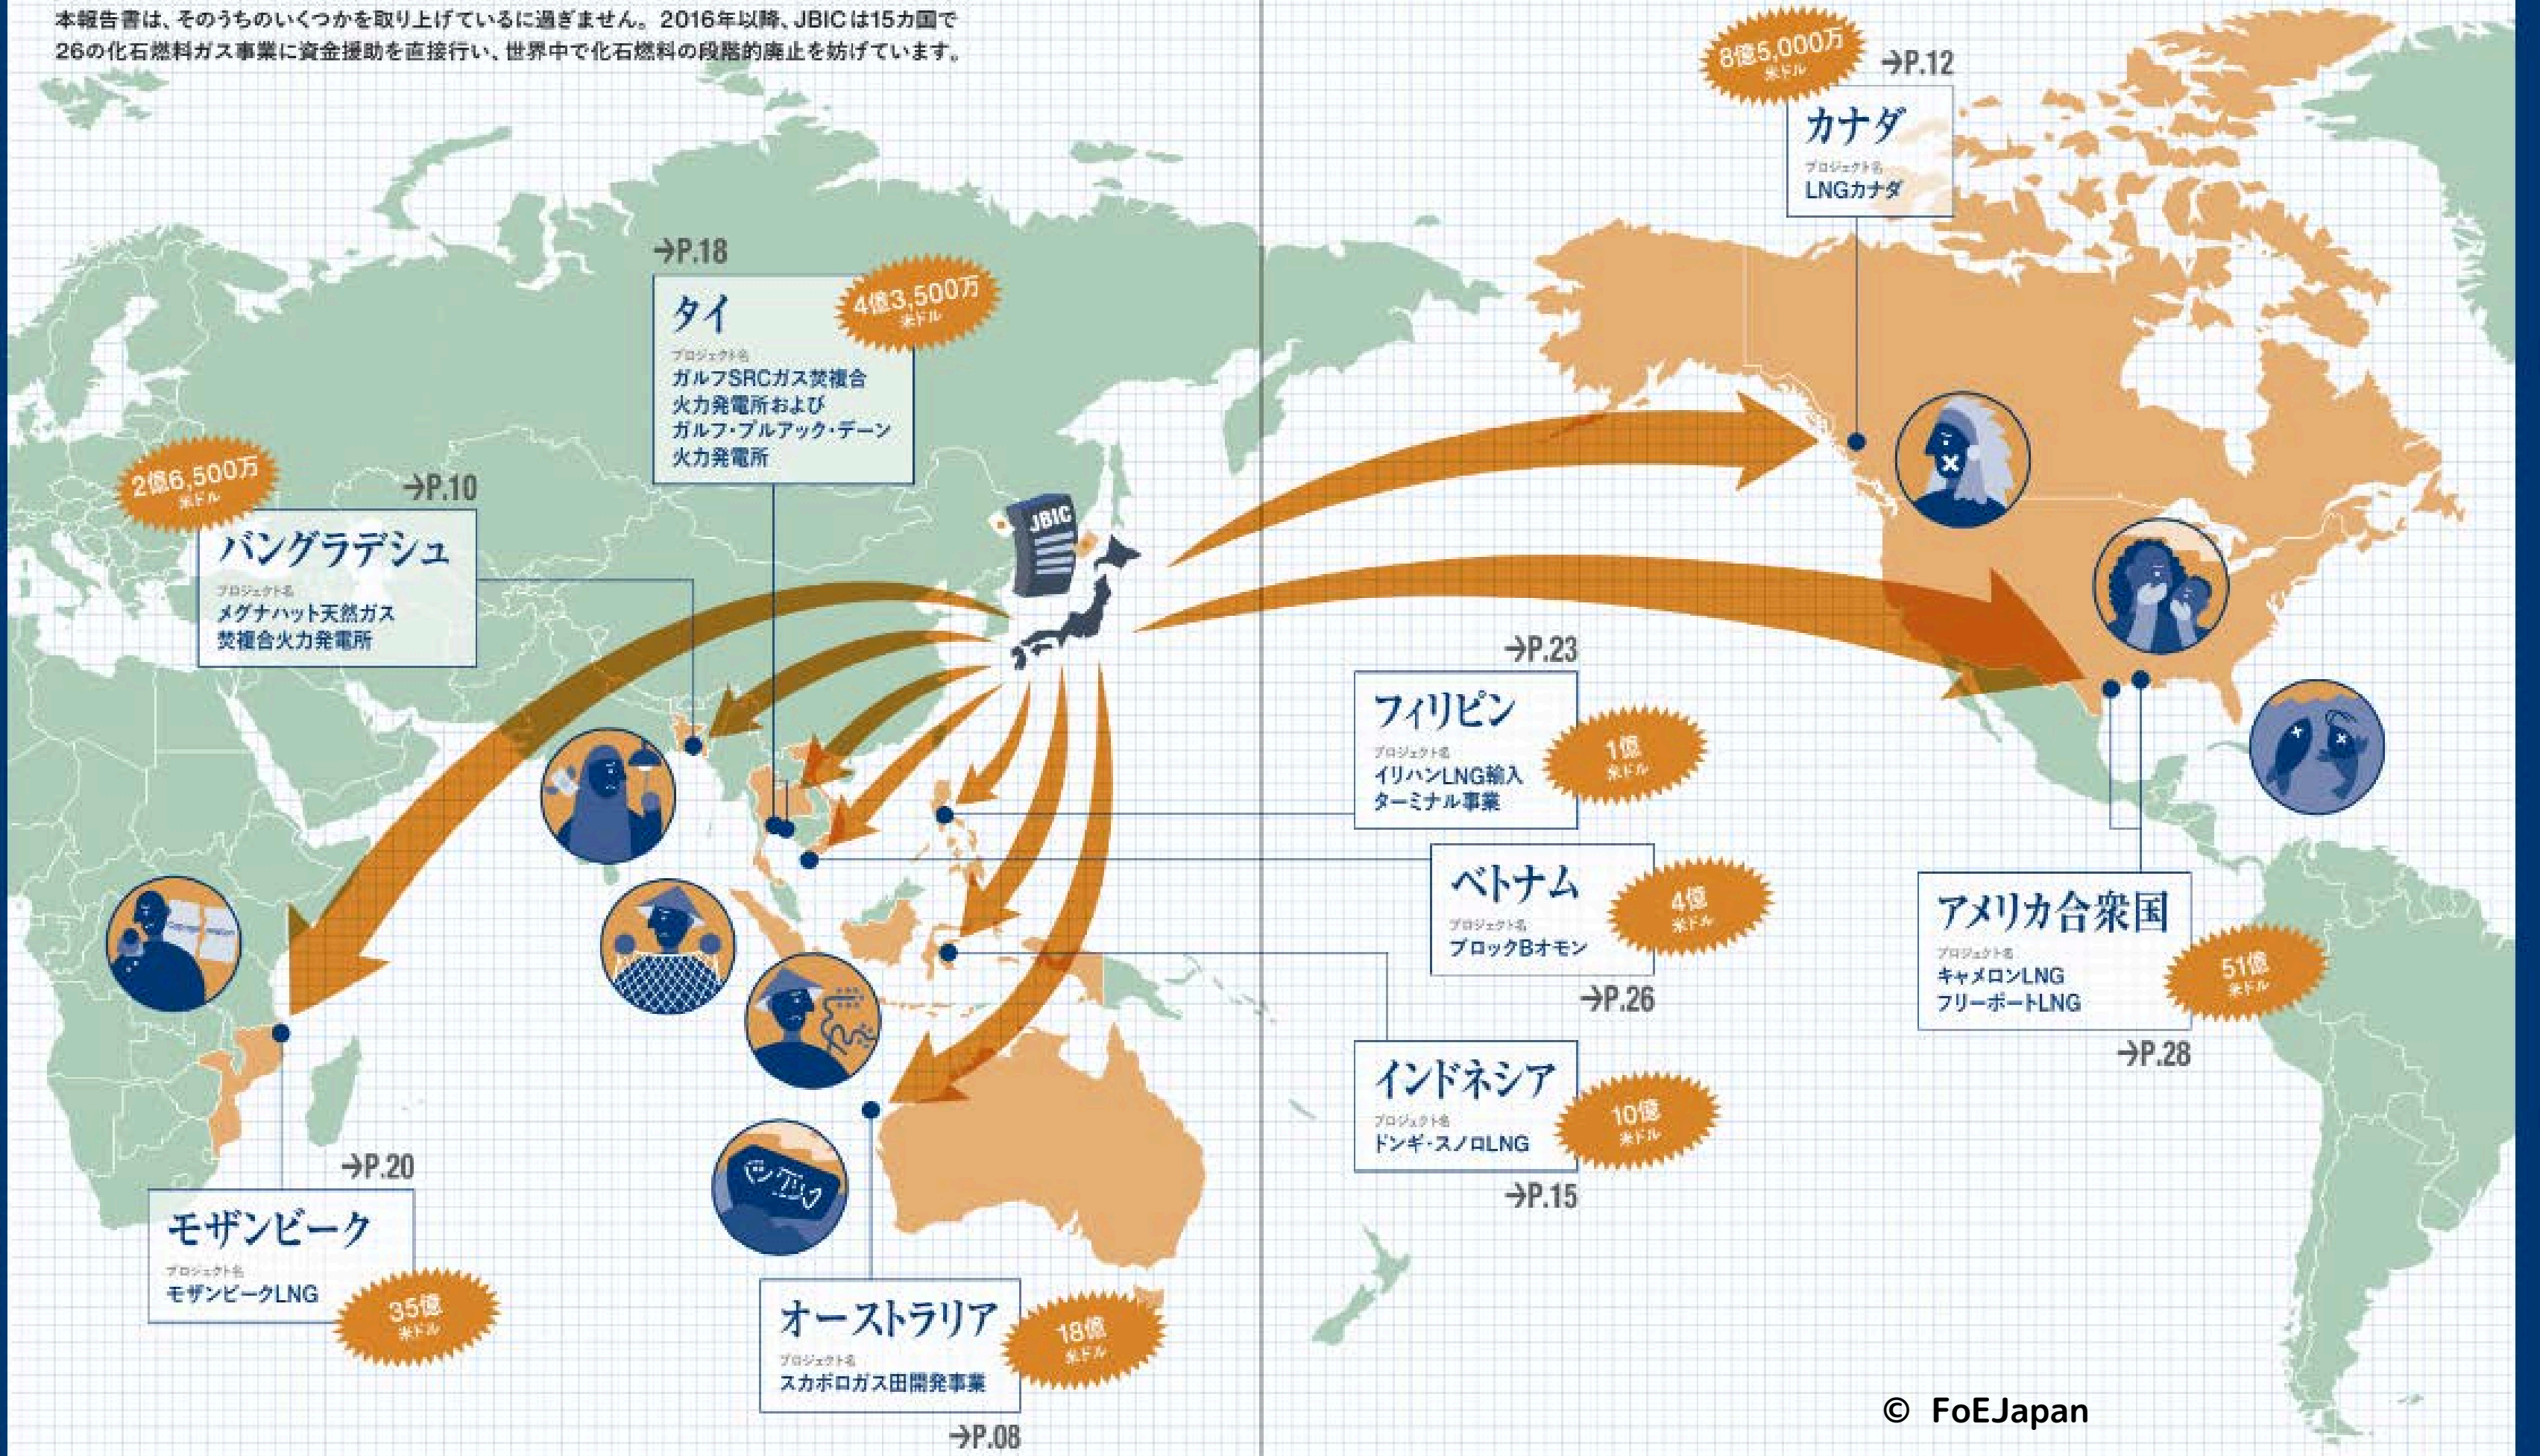 本報告書は、そのうちのいくつかを取り上げているに過ぎません。2016年以降、JBICは15カ国で
26の化石燃料ガス事業に資金援助を直接行い、世界中で化石燃料の段階的廃止を妨げています。
8億5,000万
米ドル
→P.12
カナダ
プロジェクト名
LNGカナダ
→P.18
タイ
4億3,500万
米ドル
プロジェクト名
ガルフSRCガス焚複合
火力発電所および
ガルフ・プルアック・デーン
火力発電所
2億6,500万
米ドル
→P.10
バングラデシュ
プロジェクト名
メグナハット天然ガス
焚複合火力発電所
JBIC
→P.23
フィリピン
プロジェクト名
イリハンLNG輸入
ターミナル事業
1億
米ドル
ベトナム
プロジェクト名
ブロックBオモン
4億
米ドル
→P.26
アメリカ合衆国
プロジェクト名
キャメロンLNG
フリーポートLNG
51億
米ドル
→P.28
インドネシア
プロジェクト名
ドンギ・スノロLNG
10億
米ドル
→P.15
→P.20
モザンビーク
プロジェクト名
モザンビークLNG
35億
米ドル
オーストラリア
プロジェクト名
スカボロガス田開発事業
18億
米ドル
→P.08
© FoEJapan